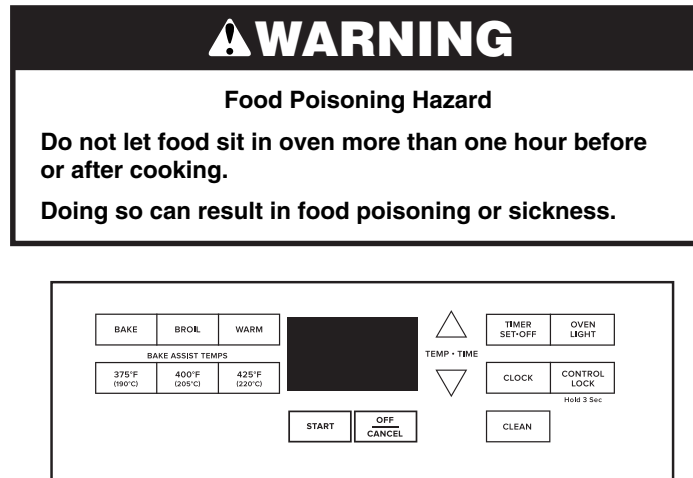 WARNING
Food Poisoning Hazard
Do not let food sit in oven more than one hour before
or after cooking.
Doing so can result in food poisoning or sickness.
BAKE BROIL WARM
BAKE ASSIST TEMPS
375°F 400°F 425°F
(190°C) (205°C) (220°C)
START
OFF
CANCEL
TEMP • TIME
TIMER
SET•OFF
OVEN
LIGHT
CLOCK
CONTROL
LOCK
Hold 3 Sec
CLEAN